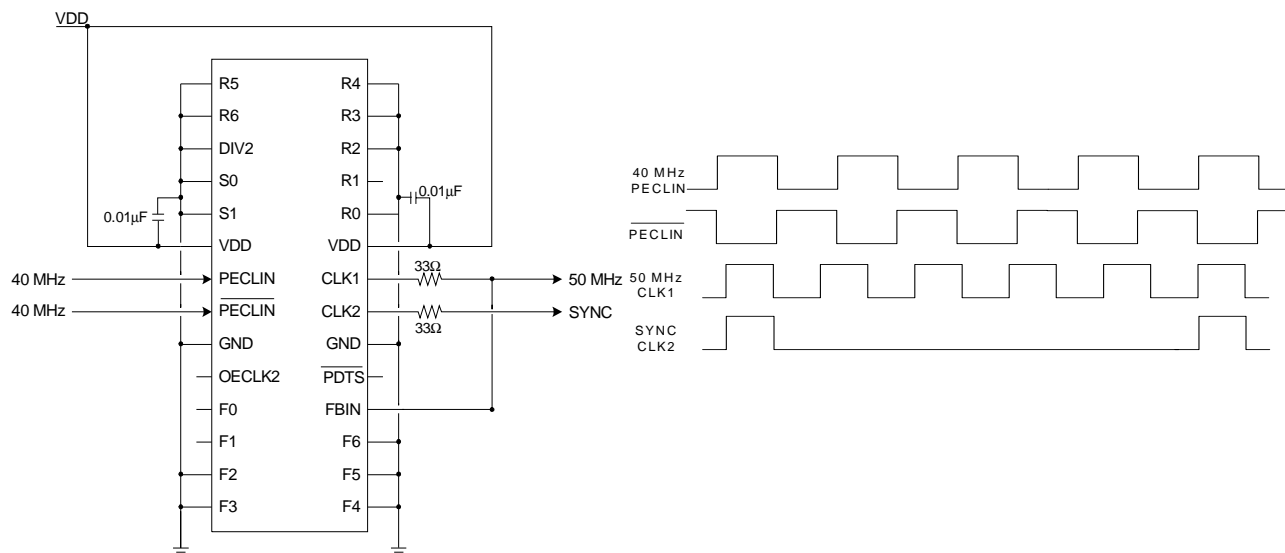 VDD
R5
R6
DIV2
S0
S1
VDD
PECLIN
PECLIN
GND
OECLK2
F0
F1
F2
F3
R4
R3
R2
R1
R0
VDD
CLK1
CLK2
GND
PDTS
FBIN
F6
F5
F4
0.01µF
0.01µF
40 MHz
40 MHz
33Ω
33Ω
50 MHz
SYNC
40 MHz
PECLIN
PECLIN
50 MHz
CLK1
SYNC
CLK2